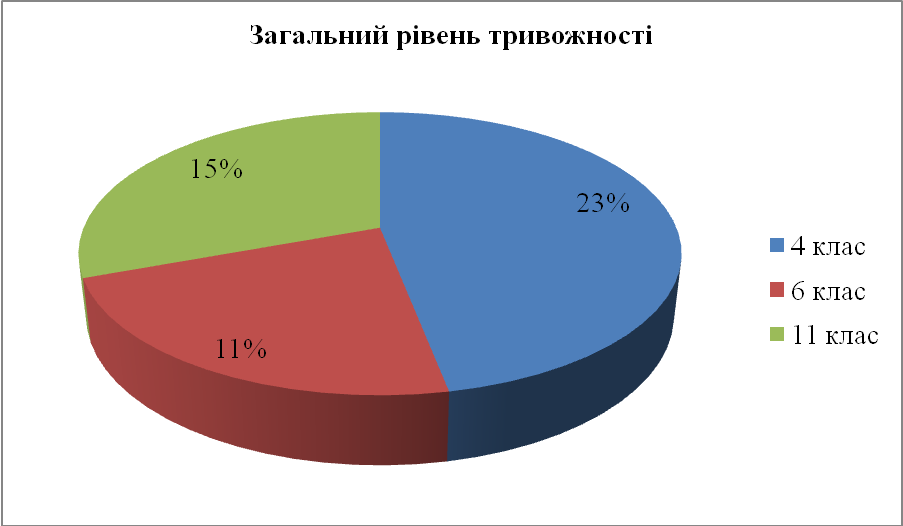 Загальний рівень тривожності
15%
23%
11%
4 клас
6 клас
11 клас